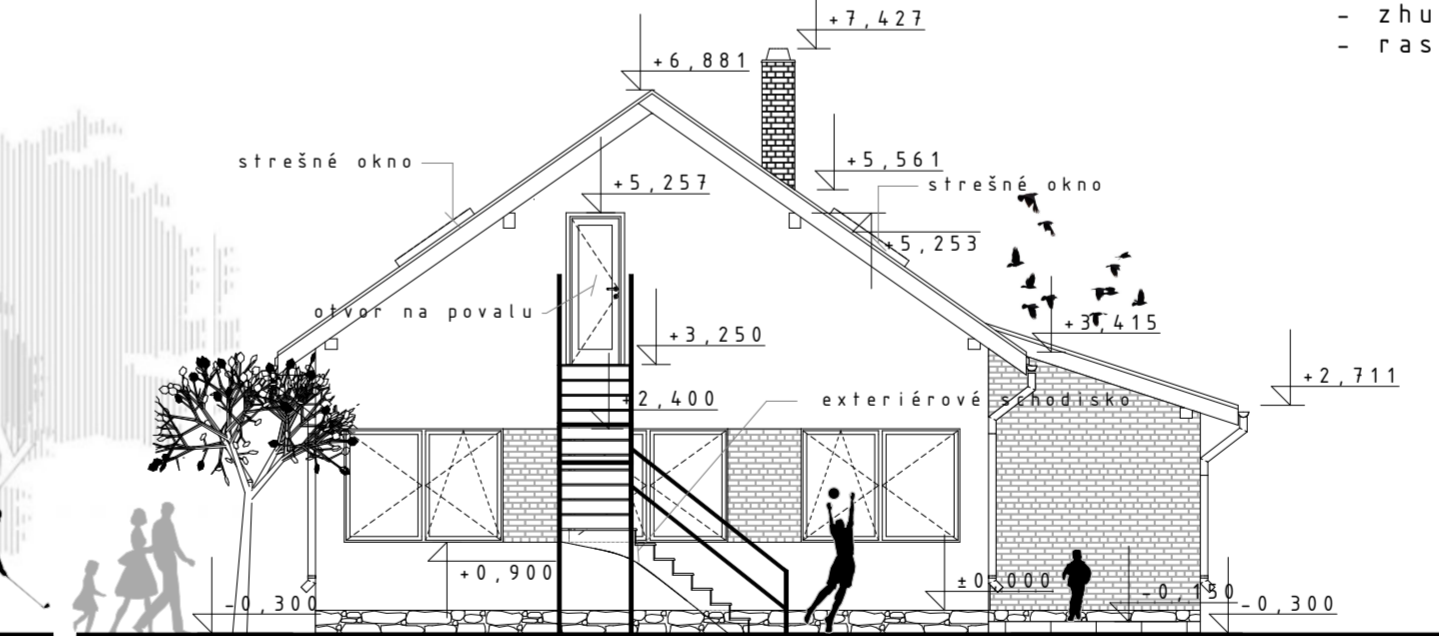 +7,427
- zhu
- ras
+6,881
strešné okno
+5,561
+5,257
strešné okno
+5,253
otvor na povalu
+3,415
+3,250
+2,711
+2,400
exteriérové schodisko
+0,900
±0,000
-0,150
-0,300
-0,300